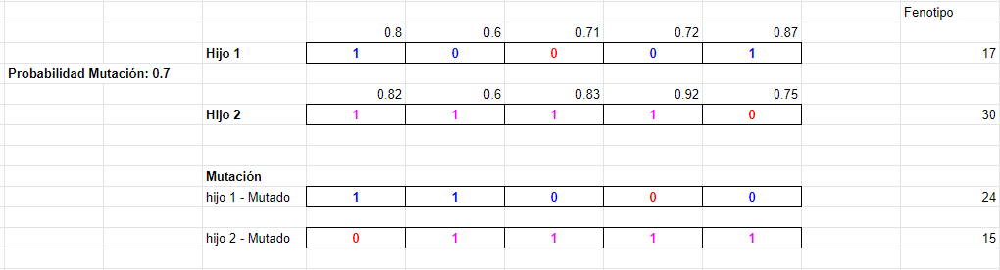 Fenotipo
0.8 0.6 0.71 0.72 0.87
Hijo 1 1 0 0 0 1 17
Probabilidad Mutación: 0.7
0.82 0.6 0.83 0.92 0.75
Hijo 2 1 1 1 1 0 30
Mutación
hijo 1 - Mutado 1 1 0 0 0 24
hijo 2 - Mutado 0 1 1 1 1 15